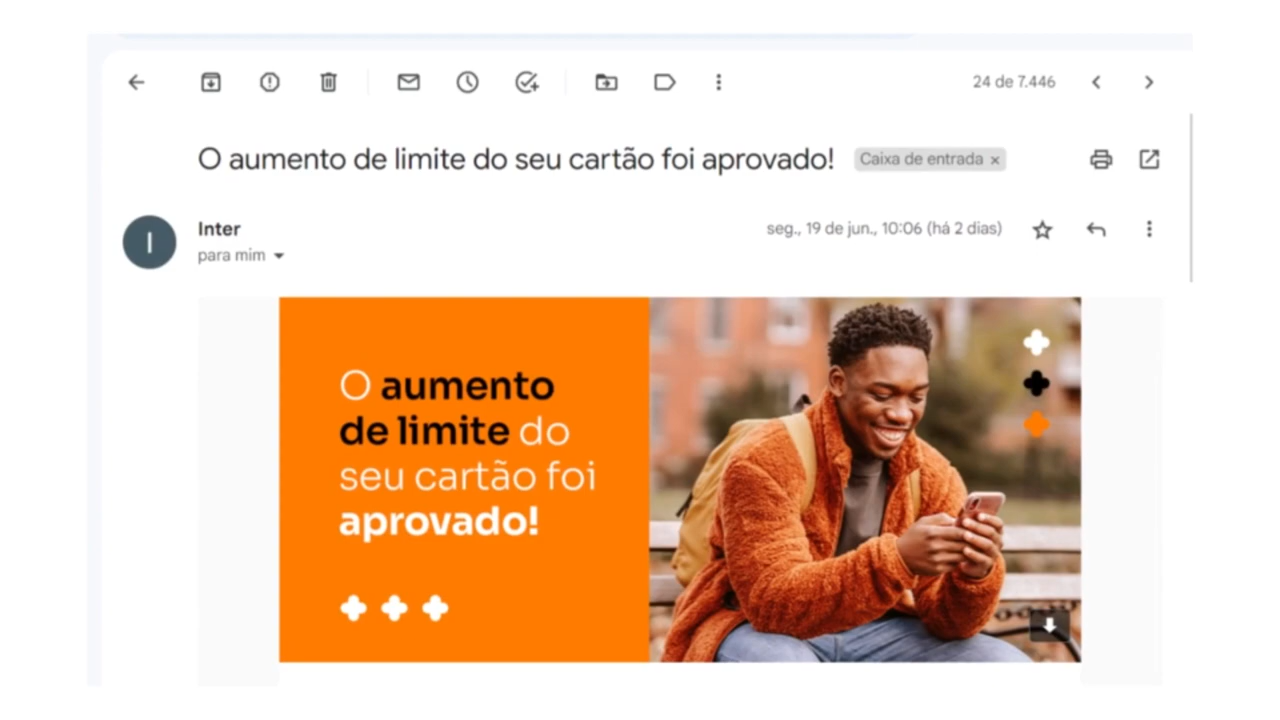 24 de 7.446
O aumento de limite do seu cartão foi aprovado! Caixa de entrada x
I
Inter
seg., 19 de jun., 10:06 (há 2 dias)
para mim
O aumento
de limite do
seu cartão foi
aprovado!